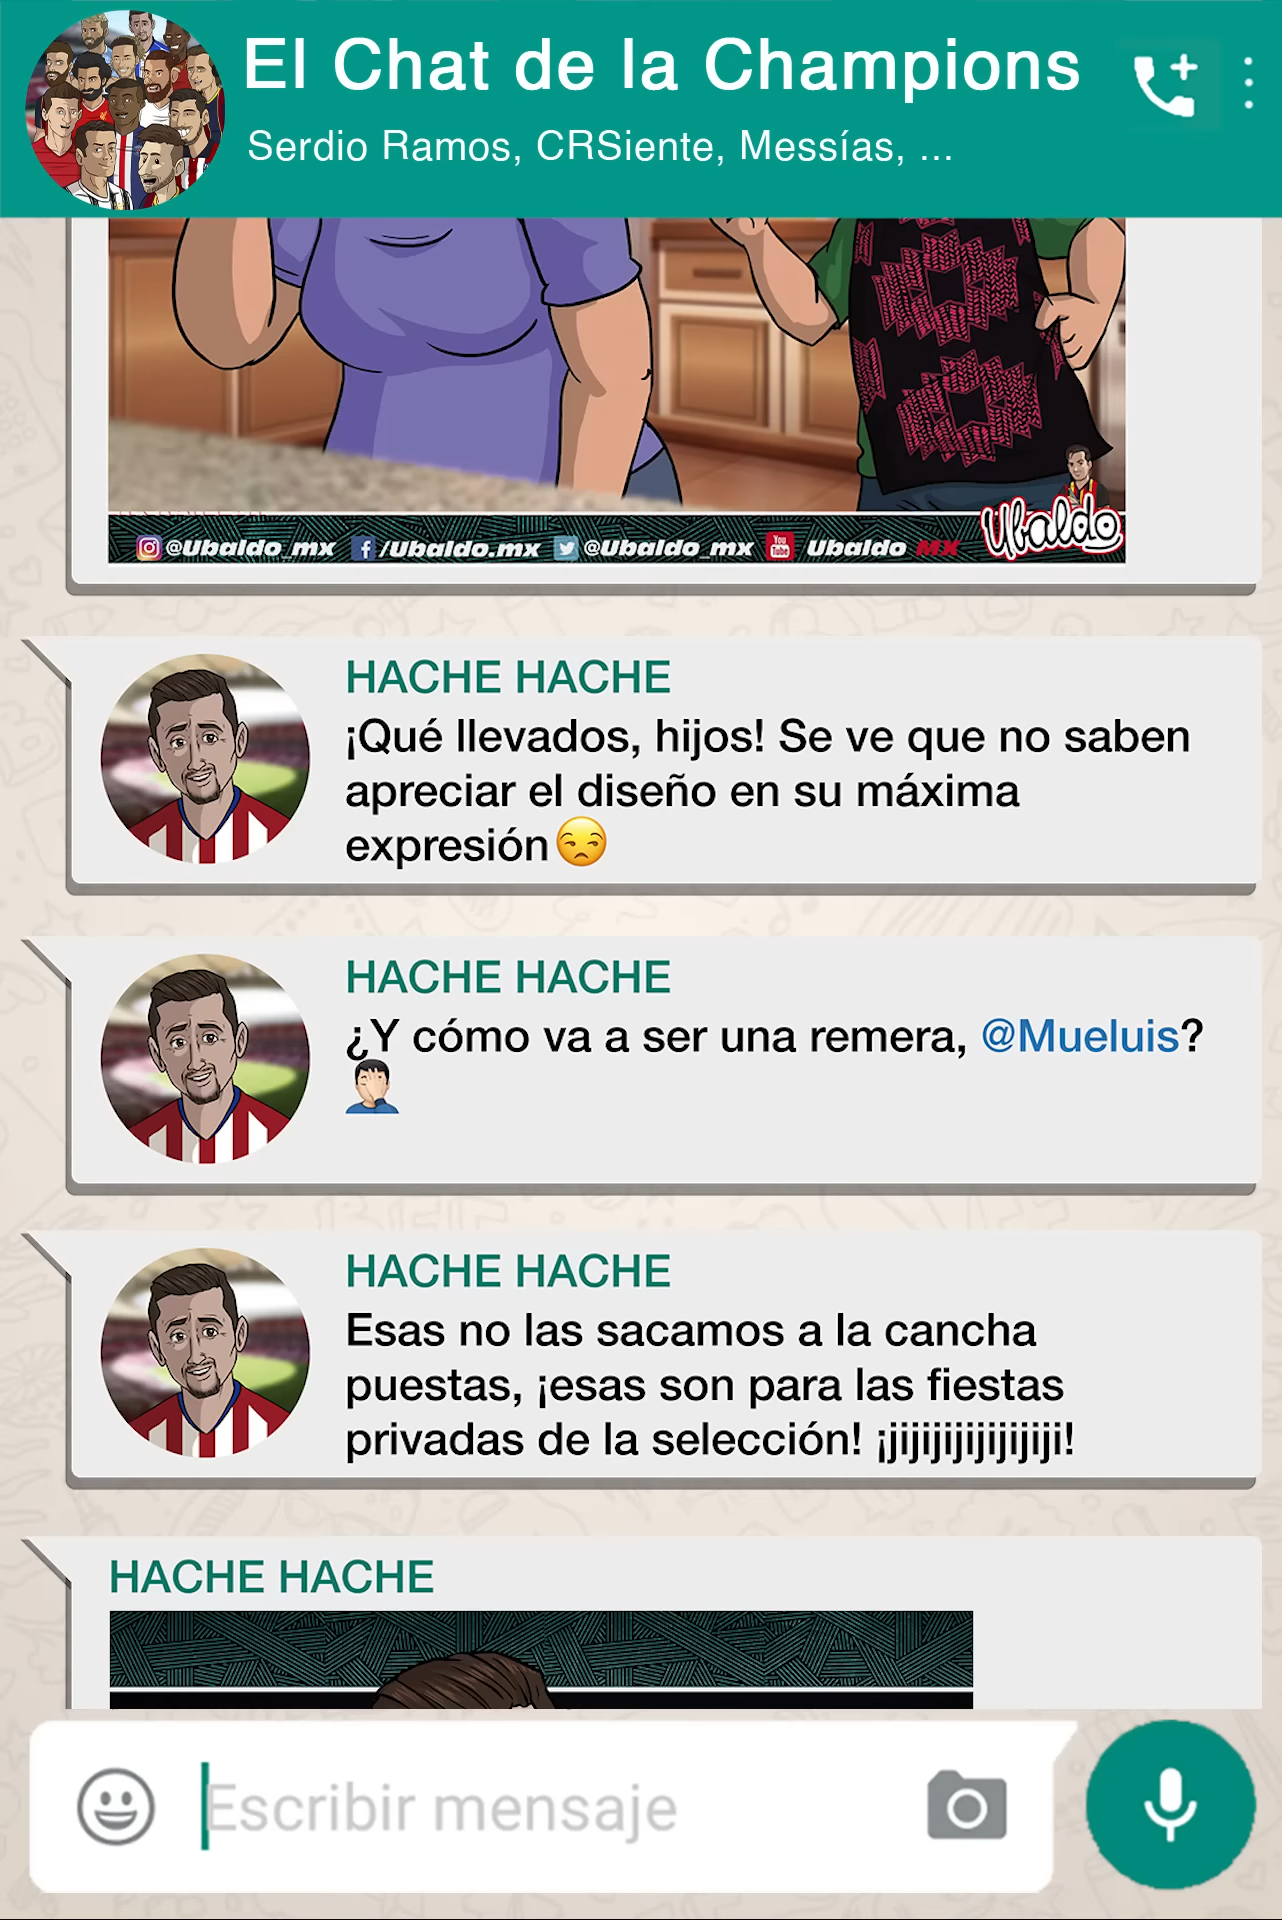 El Chat de la Champions
Serdio Ramos, CRSiente, Messías, ...
@Ubaldo_mx /Ubaldo.mx @Ubaldo_mx You Tube Ubaldo MX Ubaldo
HACHE HACHE
¡Qué llevados, hijos! Se ve que no saben
apreciar el diseño en su máxima
expresión😒
HACHE HACHE
¿Y cómo va a ser una remera, @Mueluis?
🤦🏻‍♂️
HACHE HACHE
Esas no las sacamos a la cancha
puestas, ¡esas son para las fiestas
privadas de la selección! ¡jijijijijijijijiji!
HACHE HACHE
Escribir mensaje